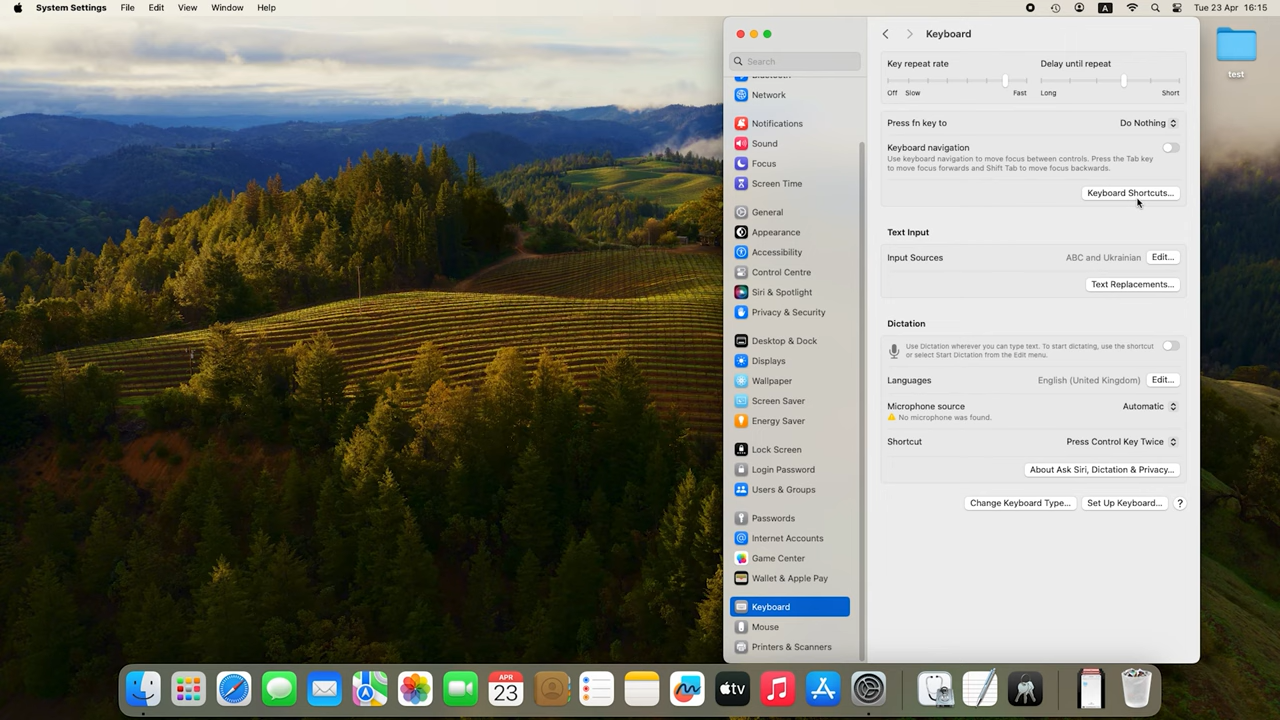 System Settings File Edit View Window Help A Tue 23 Apr 16:15
test
Search
Bluetooth
Network
Notifications
Sound
Focus
Screen Time
General
Appearance
Accessibility
Control Centre
Siri & Spotlight
Privacy & Security
Desktop & Dock
Displays
Wallpaper
Screen Saver
Energy Saver
Lock Screen
Login Password
Users & Groups
Passwords
Internet Accounts
Game Center
Wallet & Apple Pay
Keyboard
Mouse
Printers & Scanners
Keyboard
Key repeat rate Delay until repeat
Off Slow Fast Long Short
Press fn key to Do Nothing
Keyboard navigation
Use keyboard navigation to move focus between controls. Press the Tab key
to move focus forwards and Shift Tab to move focus backwards.
Keyboard Shortcuts...
Text Input
Input Sources ABC and Ukrainian Edit...
Text Replacements...
Dictation
Use Dictation wherever you can type text. To start dictating, use the shortcut
or select Start Dictation from the Edit menu.
Languages English (United Kingdom) Edit...
Microphone source Automatic
No microphone was found.
Shortcut Press Control Key Twice
About Ask Siri, Dictation & Privacy...
Change Keyboard Type... Set Up Keyboard... ?
APR
23
tv